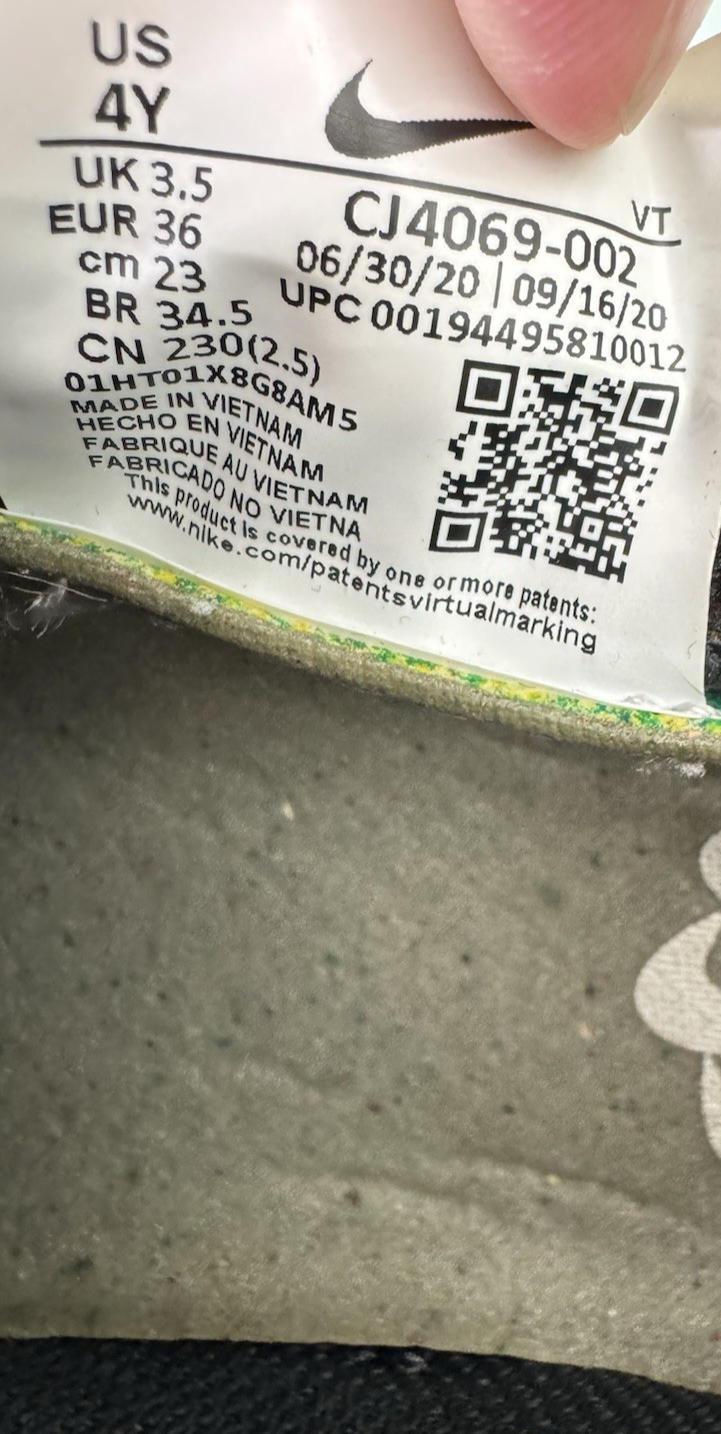 US
4Y
UK 3.5
EUR 36
cm 23
BR 34.5
CN 230(2.5)
01HT01X8G8AM5
MADE IN VIETNAM
HECHO EN VIETNAM
FABRIQUE AU VIETNAM
FABRICADO NO VIETNA
This product is covered by one or more patents:
www.nike.com/patentsvirtualmarking
VT
CJ4069-002
06/30/20 | 09/16/20
UPC 00194495810012